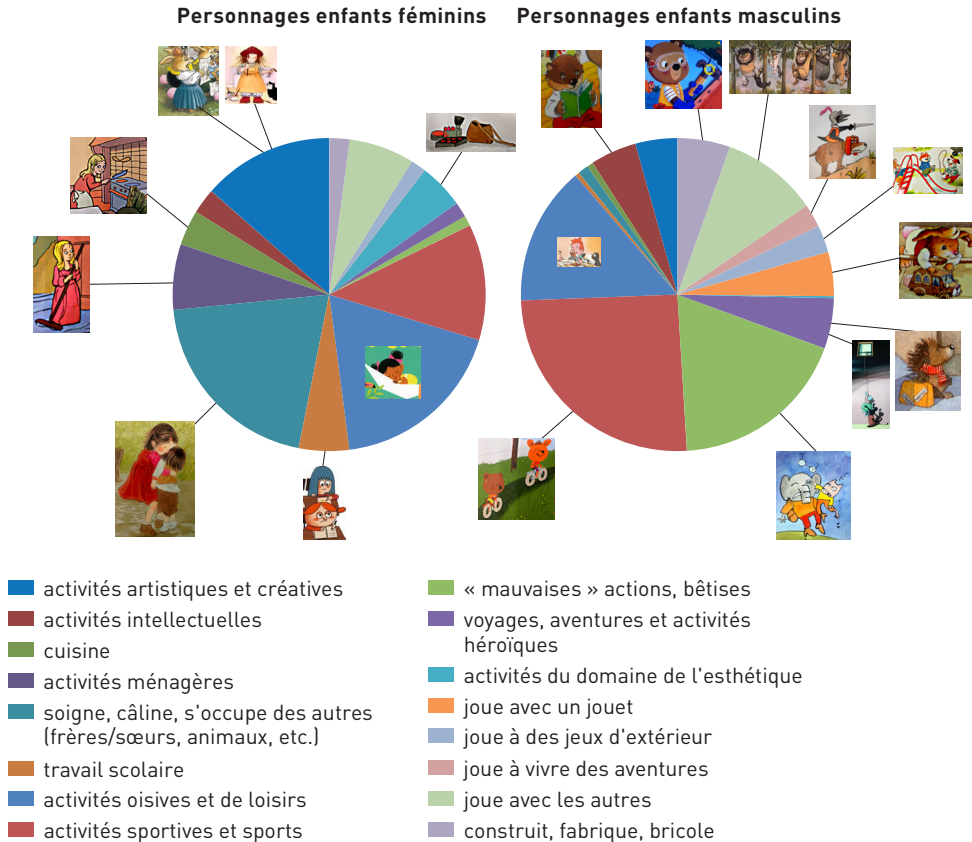 Personnages enfants féminins
Personnages enfants masculins
activités artistiques et créatives
activités intellectuelles
cuisine
activités ménagères
soigne, câline, s'occupe des autres
(frères/sœurs, animaux, etc.)
travail scolaire
activités oisives et de loisirs
activités sportives et sports
« mauvaises » actions, bêtises
voyages, aventures et activités
héroïques
activités du domaine de l'esthétique
joue avec un jouet
joue à des jeux d'extérieur
joue à vivre des aventures
joue avec les autres
construit, fabrique, bricole